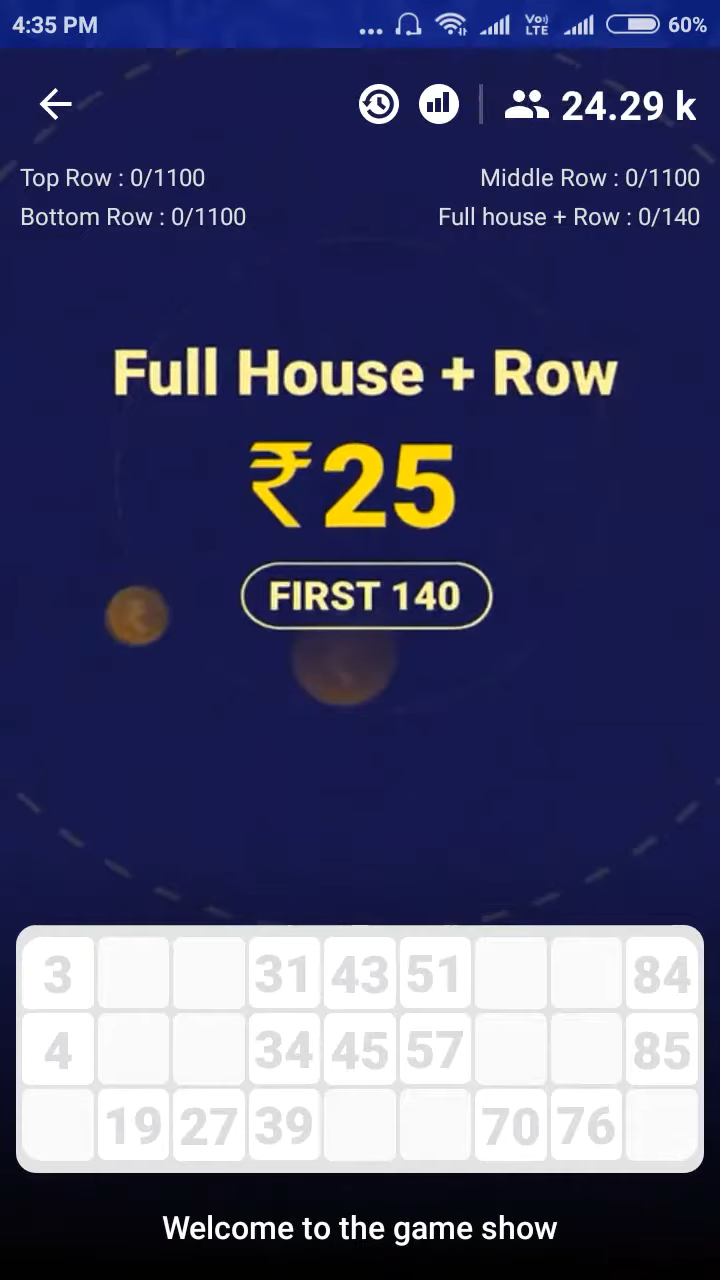 4:35 PM ... Vo) LTE 60%
24.29 k
Top Row : 0/1100 Middle Row : 0/1100
Bottom Row : 0/1100 Full house + Row : 0/140
Full House + Row
₹25
FIRST 140
3 31 43 51 84
4 34 45 57 85
19 27 39 70 76
Welcome to the game show